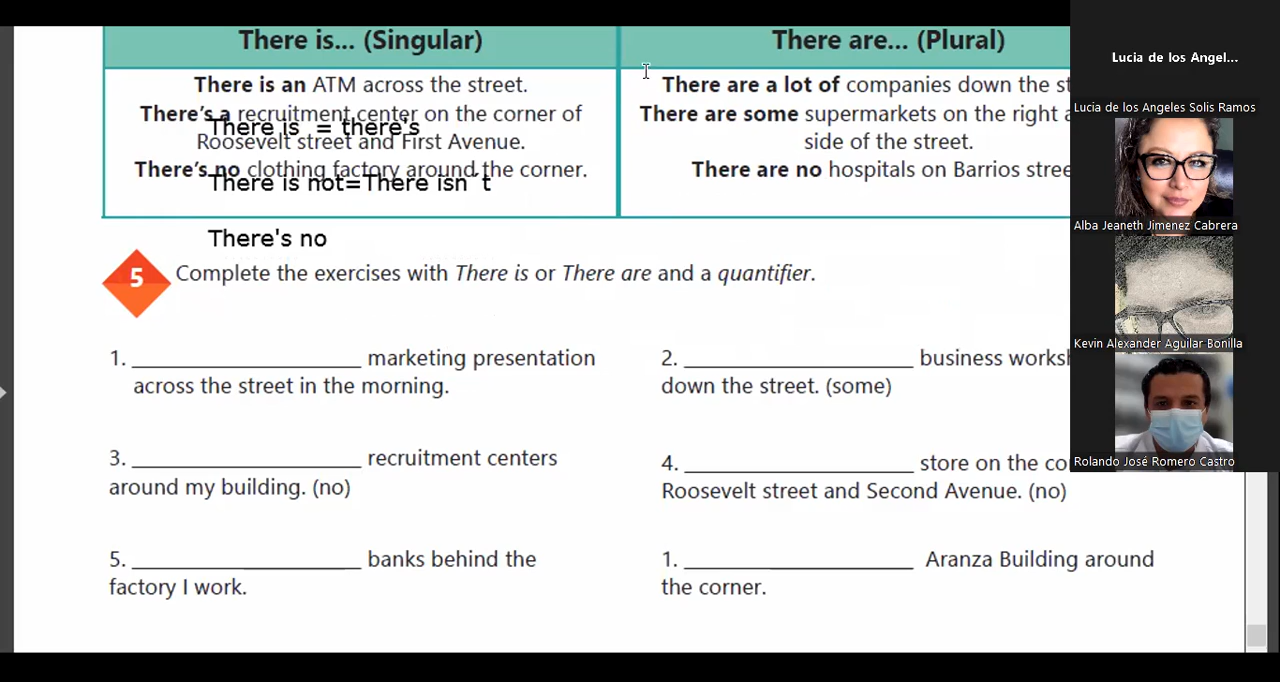 There is... (Singular)
There are... (Plural)
There is an ATM across the street.
There's a recruitment center on the corner of
Roosevelt street and First Avenue.
There's no clothing factory around the corner.
There are a lot of companies down the st
There are some supermarkets on the right a
side of the street.
There are no hospitals on Barrios stree
There is = there's
There is not=There isn´t
There's no
5 Complete the exercises with There is or There are and a quantifier.
1. ____________________ marketing presentation
across the street in the morning.
2. ____________________ business worksh
down the street. (some)
3. ____________________ recruitment centers
around my building. (no)
4. ____________________ store on the co
Roosevelt street and Second Avenue. (no)
5. ____________________ banks behind the
factory I work.
1. ____________________ Aranza Building around
the corner.
Lucia de los Angel...
Lucia de los Angeles Solis Ramos
Alba Jeaneth Jimenez Cabrera
Kevin Alexander Aguilar Bonilla
Rolando José Romero Castro